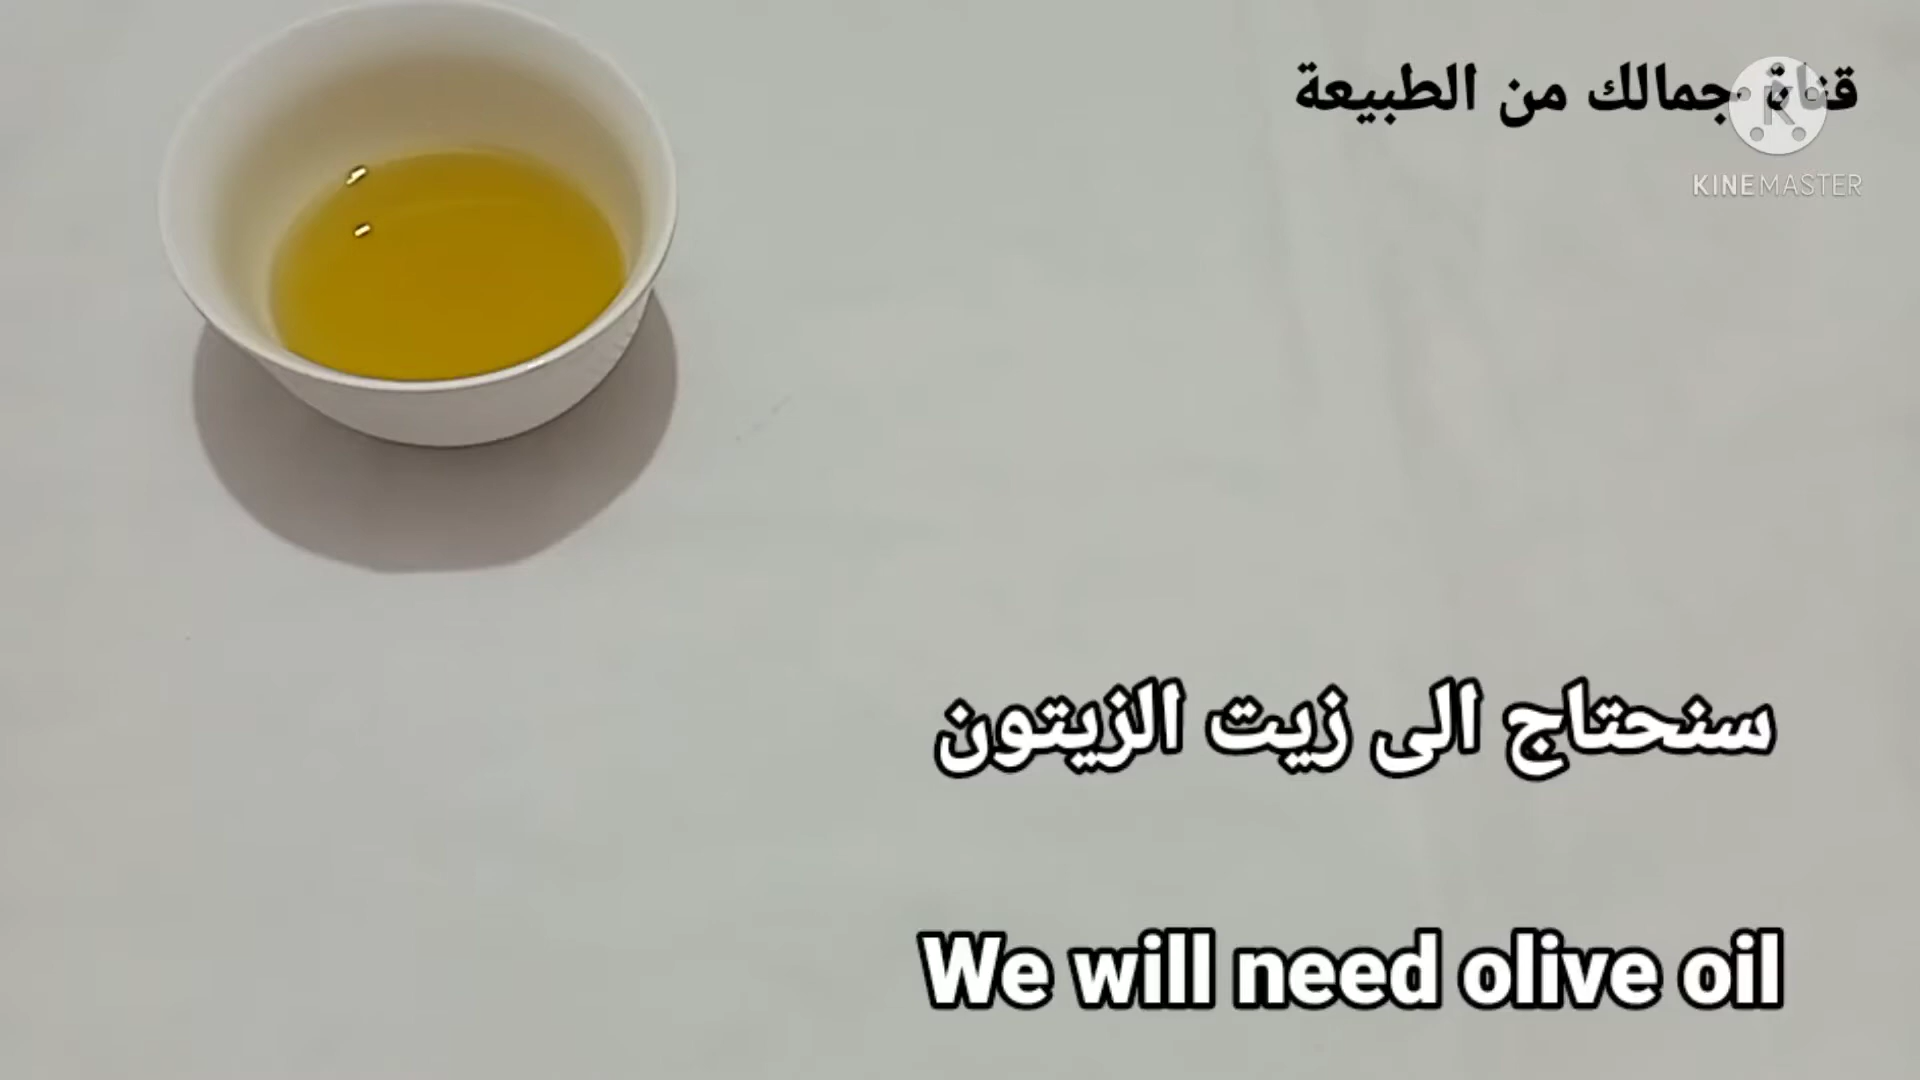 قناة جمالك من الطبيعة
K
KINEMASTER
سنحتاج الى زيت الزيتون
We will need olive oil